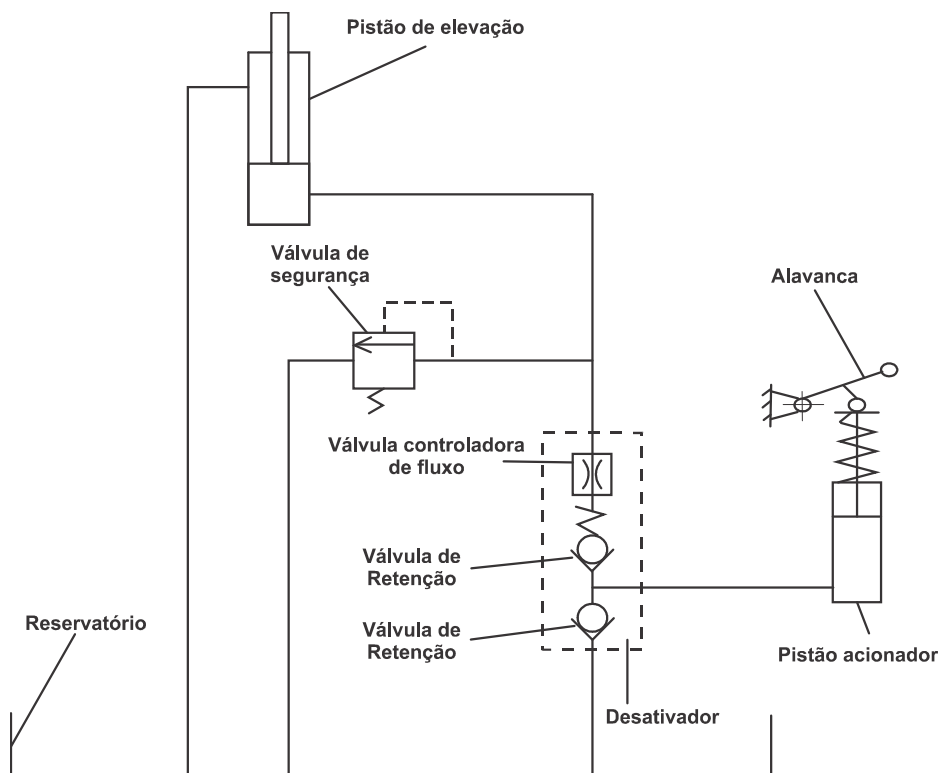 Pistão de elevação
Válvula de
segurança
Alavanca
Válvula controladora
de fluxo
Válvula de
Retenção
Reservatório
Válvula de
Retenção
Pistão acionador
Desativador